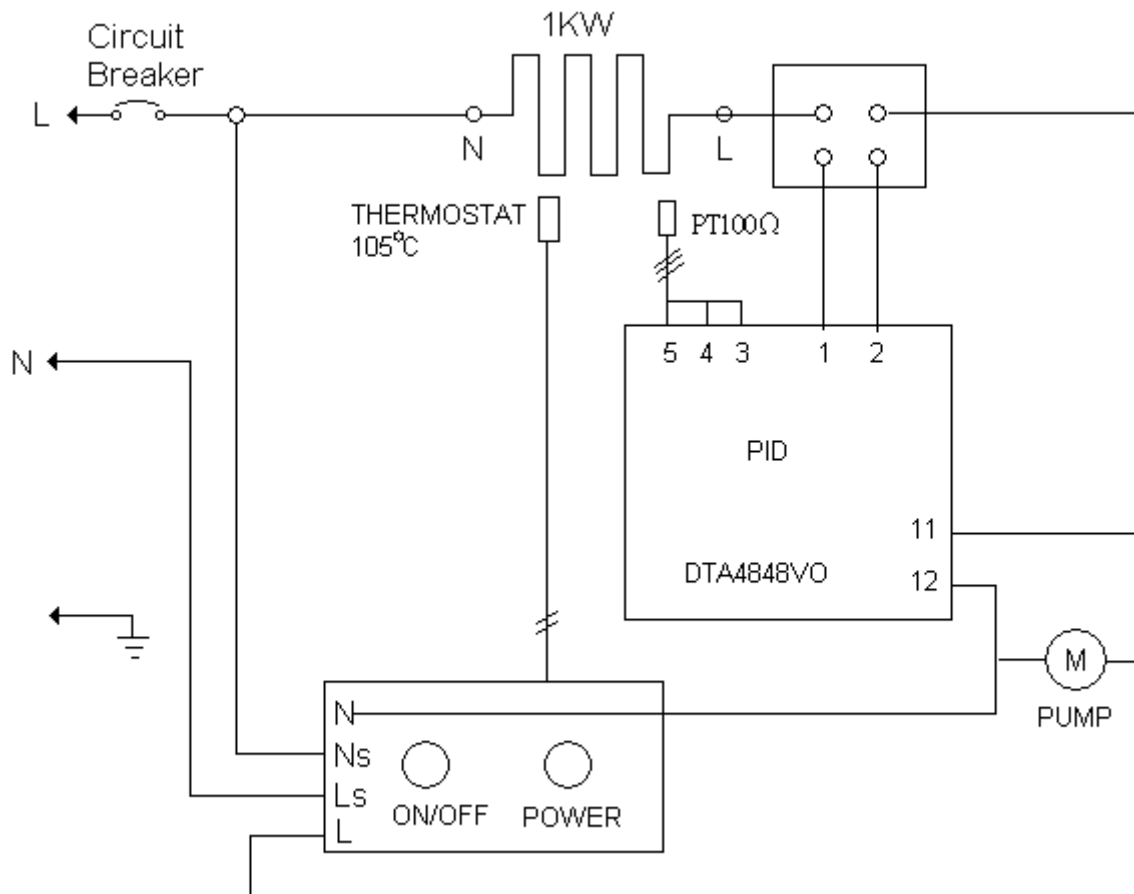 1KW
Circuit
Breaker
L
N
L
THERMOSTAT
105°C
PT100Ω
N
5 4 3 1 2
PID
11
DTA4848VO
12
M
PUMP
N
Ns
Ls
L
ON/OFF
POWER